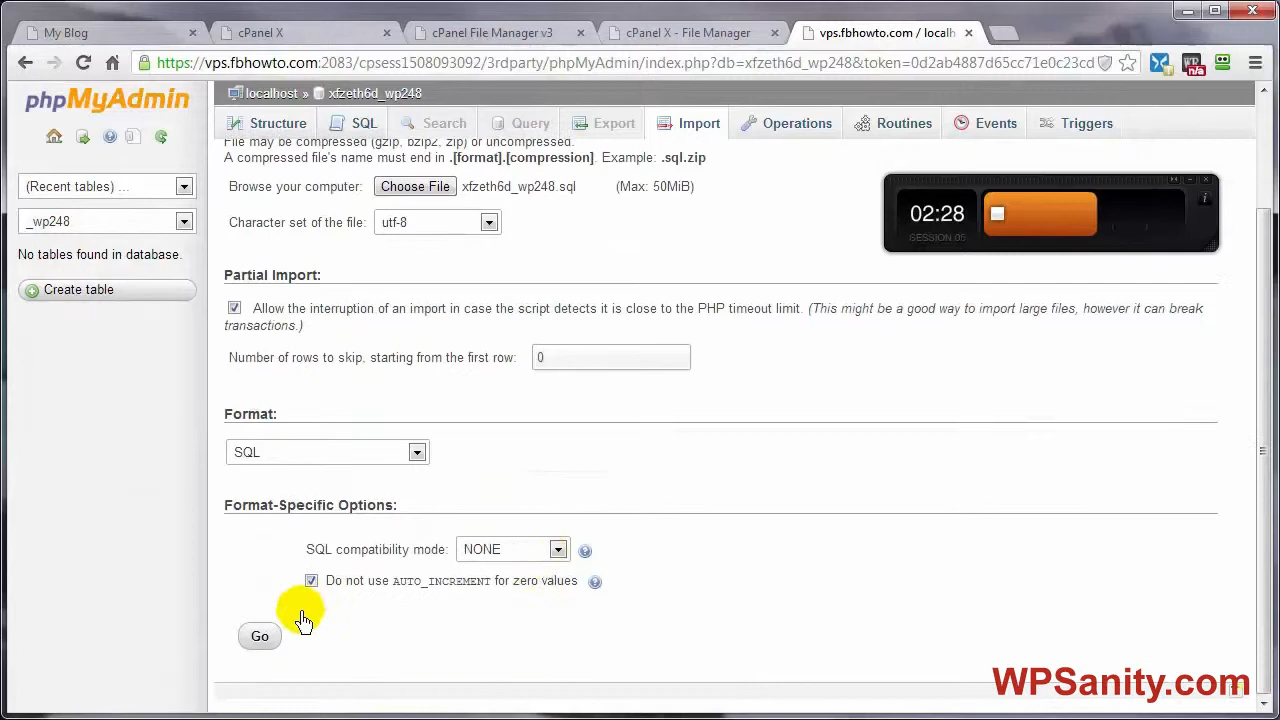 My Blog
cPanel X
cPanel File Manager v3
cPanel X - File Manager
vps.fbhowto.com / localh
https://vps.fbhowto.com:2083/cpsess1508095092/3rdparty/phpMyAdmin/index.php?db=xfzeth6d_wp248&token=0d2ab4887d65cc71e0c23cd
n/a
phpMyAdmin
localhost » xfzeth6d_wp248
Structure
SQL
Search
Query
Export
Import
Operations
Routines
Events
Triggers
(Recent tables) ...
_wp248
No tables found in database.
Create table
File may be compressed (gzip, bzip2, zip) or uncompressed.
A compressed file's name must end in .[format].[compression]. Example: .sql.zip
Browse your computer: Choose File xfzeth6d_wp248.sql (Max: 50MiB)
Character set of the file: utf-8
02:28
SESSION 05
Partial Import:
Allow the interruption of an import in case the script detects it is close to the PHP timeout limit. (This might be a good way to import large files, however it can break
transactions.)
Number of rows to skip, starting from the first row: 0
Format:
SQL
Format-Specific Options:
SQL compatibility mode: NONE
Do not use AUTO_INCREMENT for zero values
Go
WPSanity.com